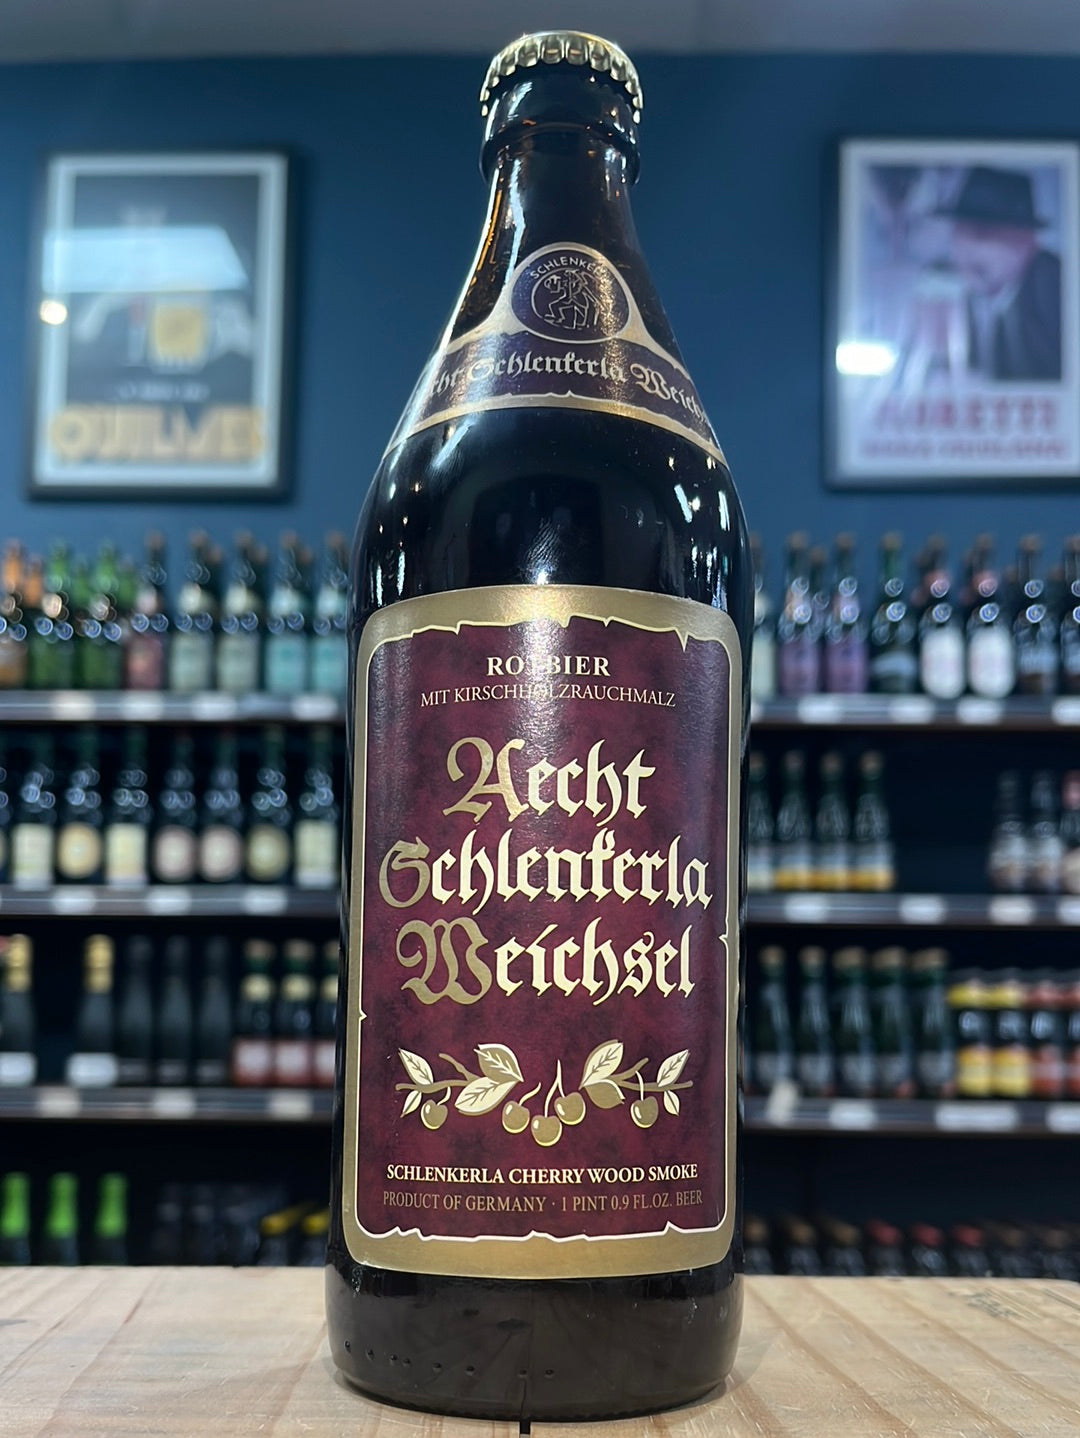 SCHLENKERLA
Aecht Schlenkerla Weichsel
ROTBIER
MIT KIRSCHHOLZRAUCHMALZ
Aecht
Schlenkerla
Weichsel
SCHLENKERLA CHERRY WOOD SMOKE
PRODUCT OF GERMANY · 1 PINT 0.9 FL.OZ. BEER
QUILMES